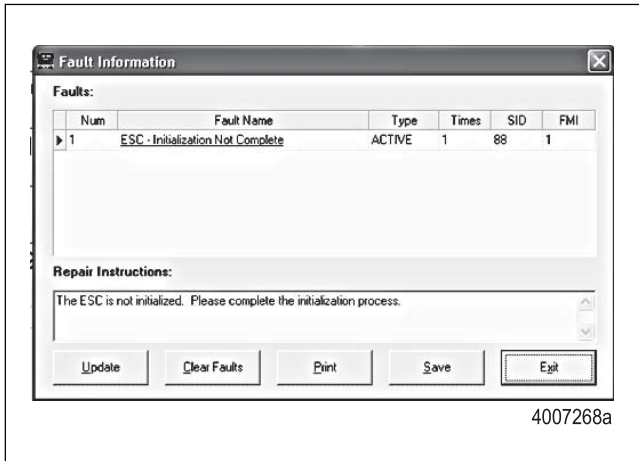 Fault Information
Faults:
Num Fault Name Type Times SID FMI
1 ESC - Initialization Not Complete ACTIVE 1 88 1
Repair Instructions:
The ESC is not initialized. Please complete the initialization process.
Update Clear Faults Print Save Exit
4007268a